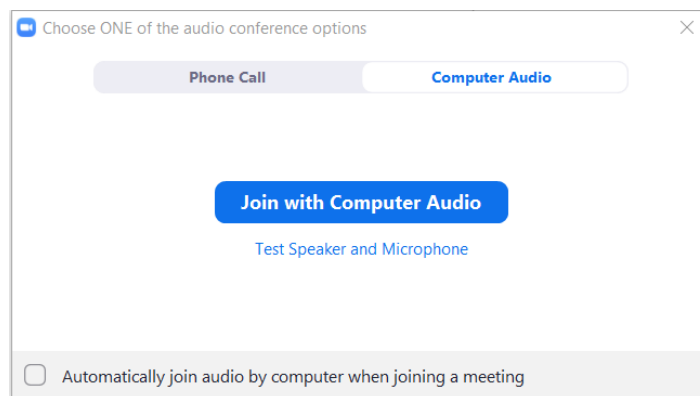 Choose ONE of the audio conference options
Phone Call
Computer Audio
Join with Computer Audio
Test Speaker and Microphone
Automatically join audio by computer when joining a meeting